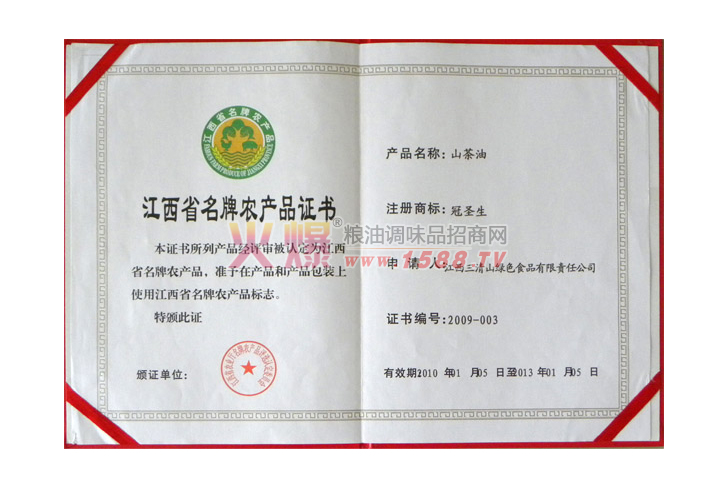 江西省名牌农产品
江西省名牌农产品证书
本证书所列产品经评审被认定为江西
省名牌农产品，准于在产品和产品包装上
使用江西省名牌农产品标志。
特颁此证
颁证单位：
产品名称：山茶油
注册商标：冠圣生
申请人：江西三清山绿色食品有限责任公司
证书编号：2009-003
有效期2010 年01 月05 日至2013 年01 月05 日
火爆®粮油调味品招商网
www.1588.TV